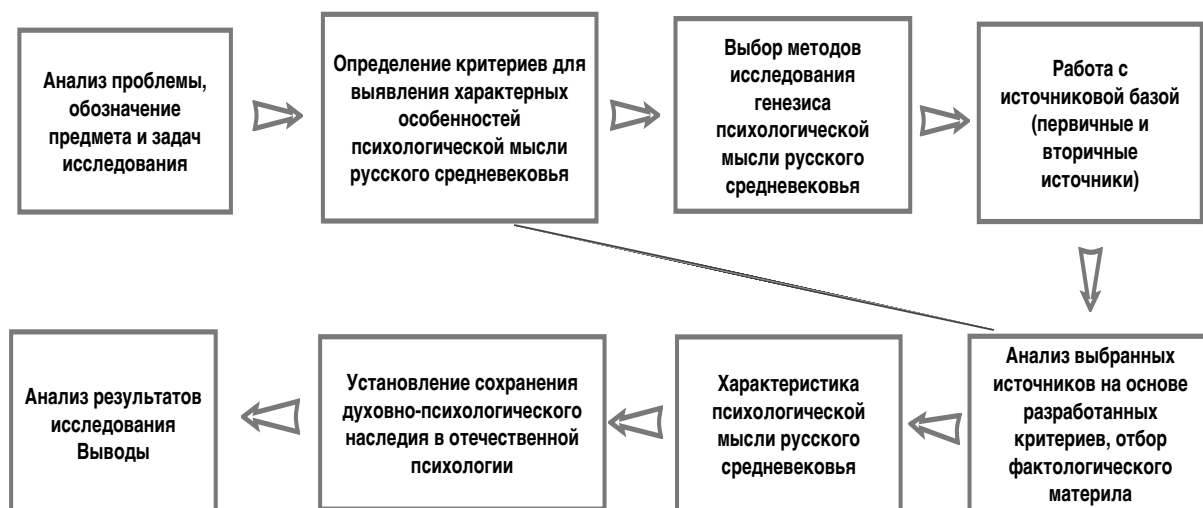 Анализ проблемы,
обозначение
предмета и задач
исследования
Определение критериев для
выявления характерных
особенностей
психологической мысли
русского средневековья
Выбор методов
исследования
генезиса
психологической
мысли русского
средневековья
Работа с
источниковой базой
(первичные и
вторичные
источники)
Анализ выбранных
источников на основе
разработанных
критериев, отбор
фактологического
материла
Характеристика
психологической
мысли русского
средневековья
Установление сохранения
духовно-психологического
наследия в отечественной
психологии
Анализ результатов
исследования
Выводы